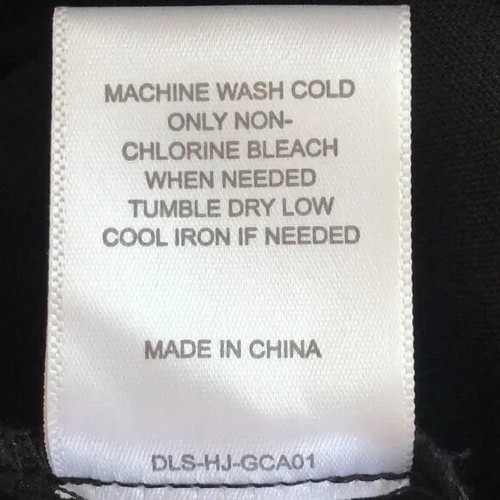 MACHINE WASH COLD
ONLY NON-
CHLORINE BLEACH
WHEN NEEDED
TUMBLE DRY LOW
COOL IRON IF NEEDED
MADE IN CHINA
DLS-HJ-GCA01